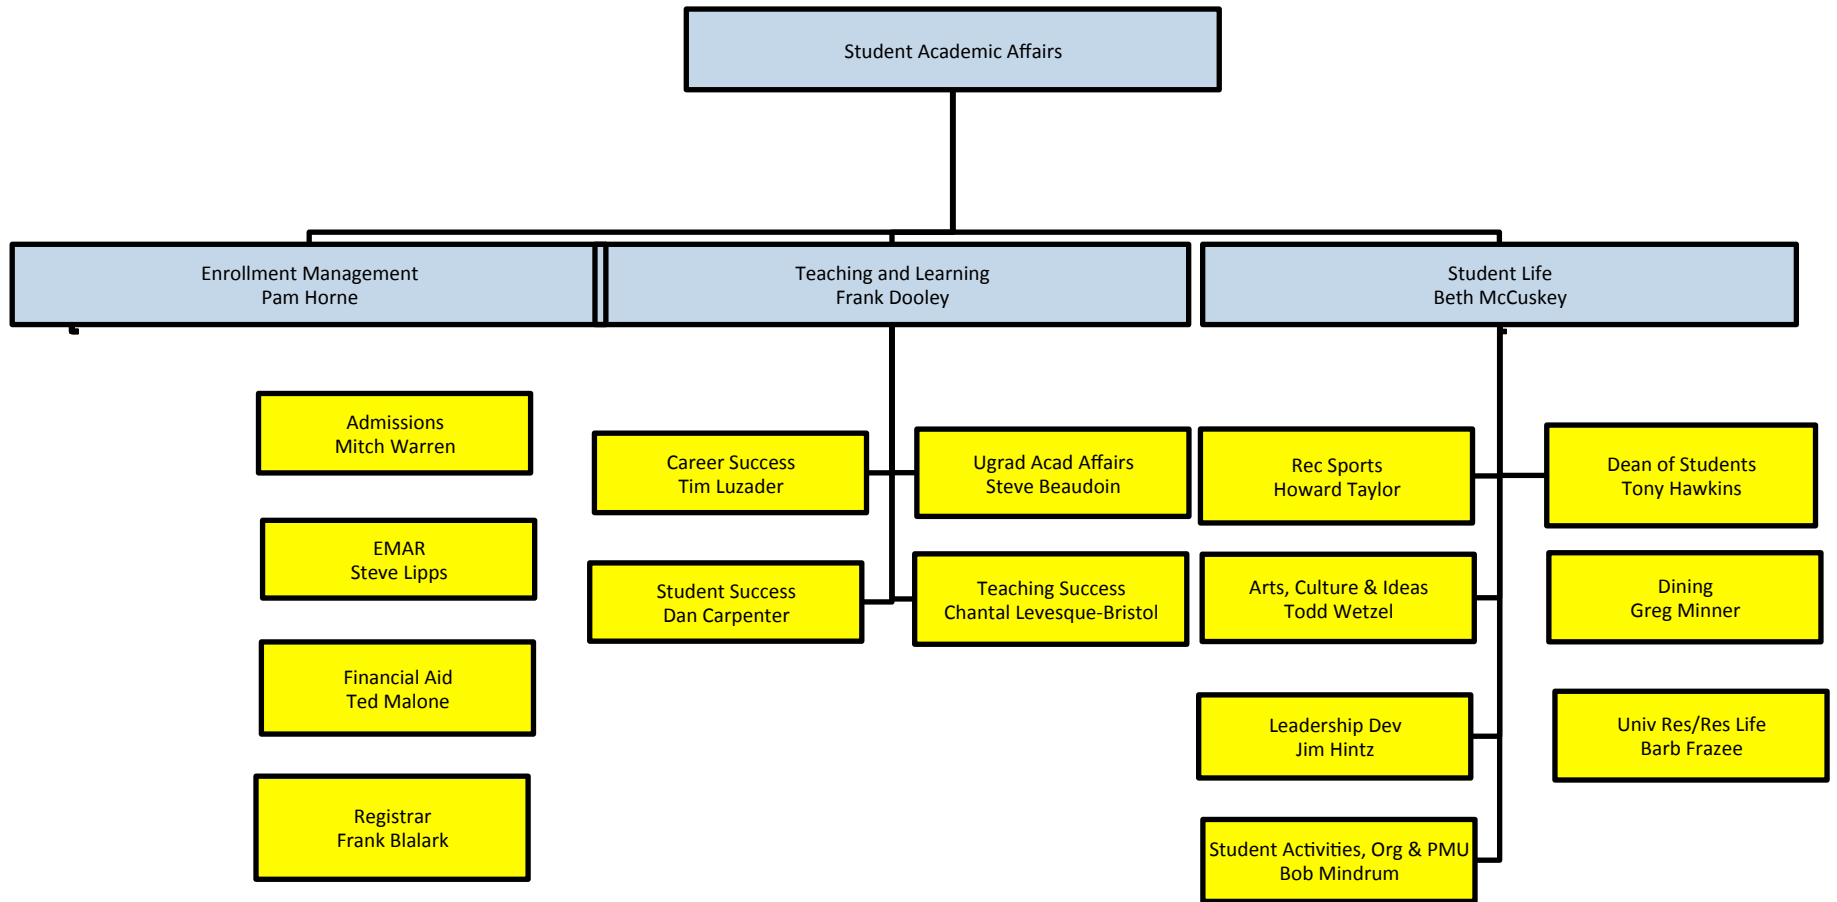 Student Academic Affairs
Enrollment Management
Pam Horne
Teaching and Learning
Frank Dooley
Student Life
Beth McCuskey
Admissions
Mitch Warren
EMAR
Steve Lipps
Financial Aid
Ted Malone
Registrar
Frank Blalark
Career Success
Tim Luzader
Ugrad Acad Affairs
Steve Beaudoin
Student Success
Dan Carpenter
Teaching Success
Chantal Levesque-Bristol
Rec Sports
Howard Taylor
Dean of Students
Tony Hawkins
Arts, Culture & Ideas
Todd Wetzel
Dining
Greg Minner
Leadership Dev
Jim Hintz
Univ Res/Res Life
Barb Frazee
Student Activities, Org & PMU
Bob Mindrum